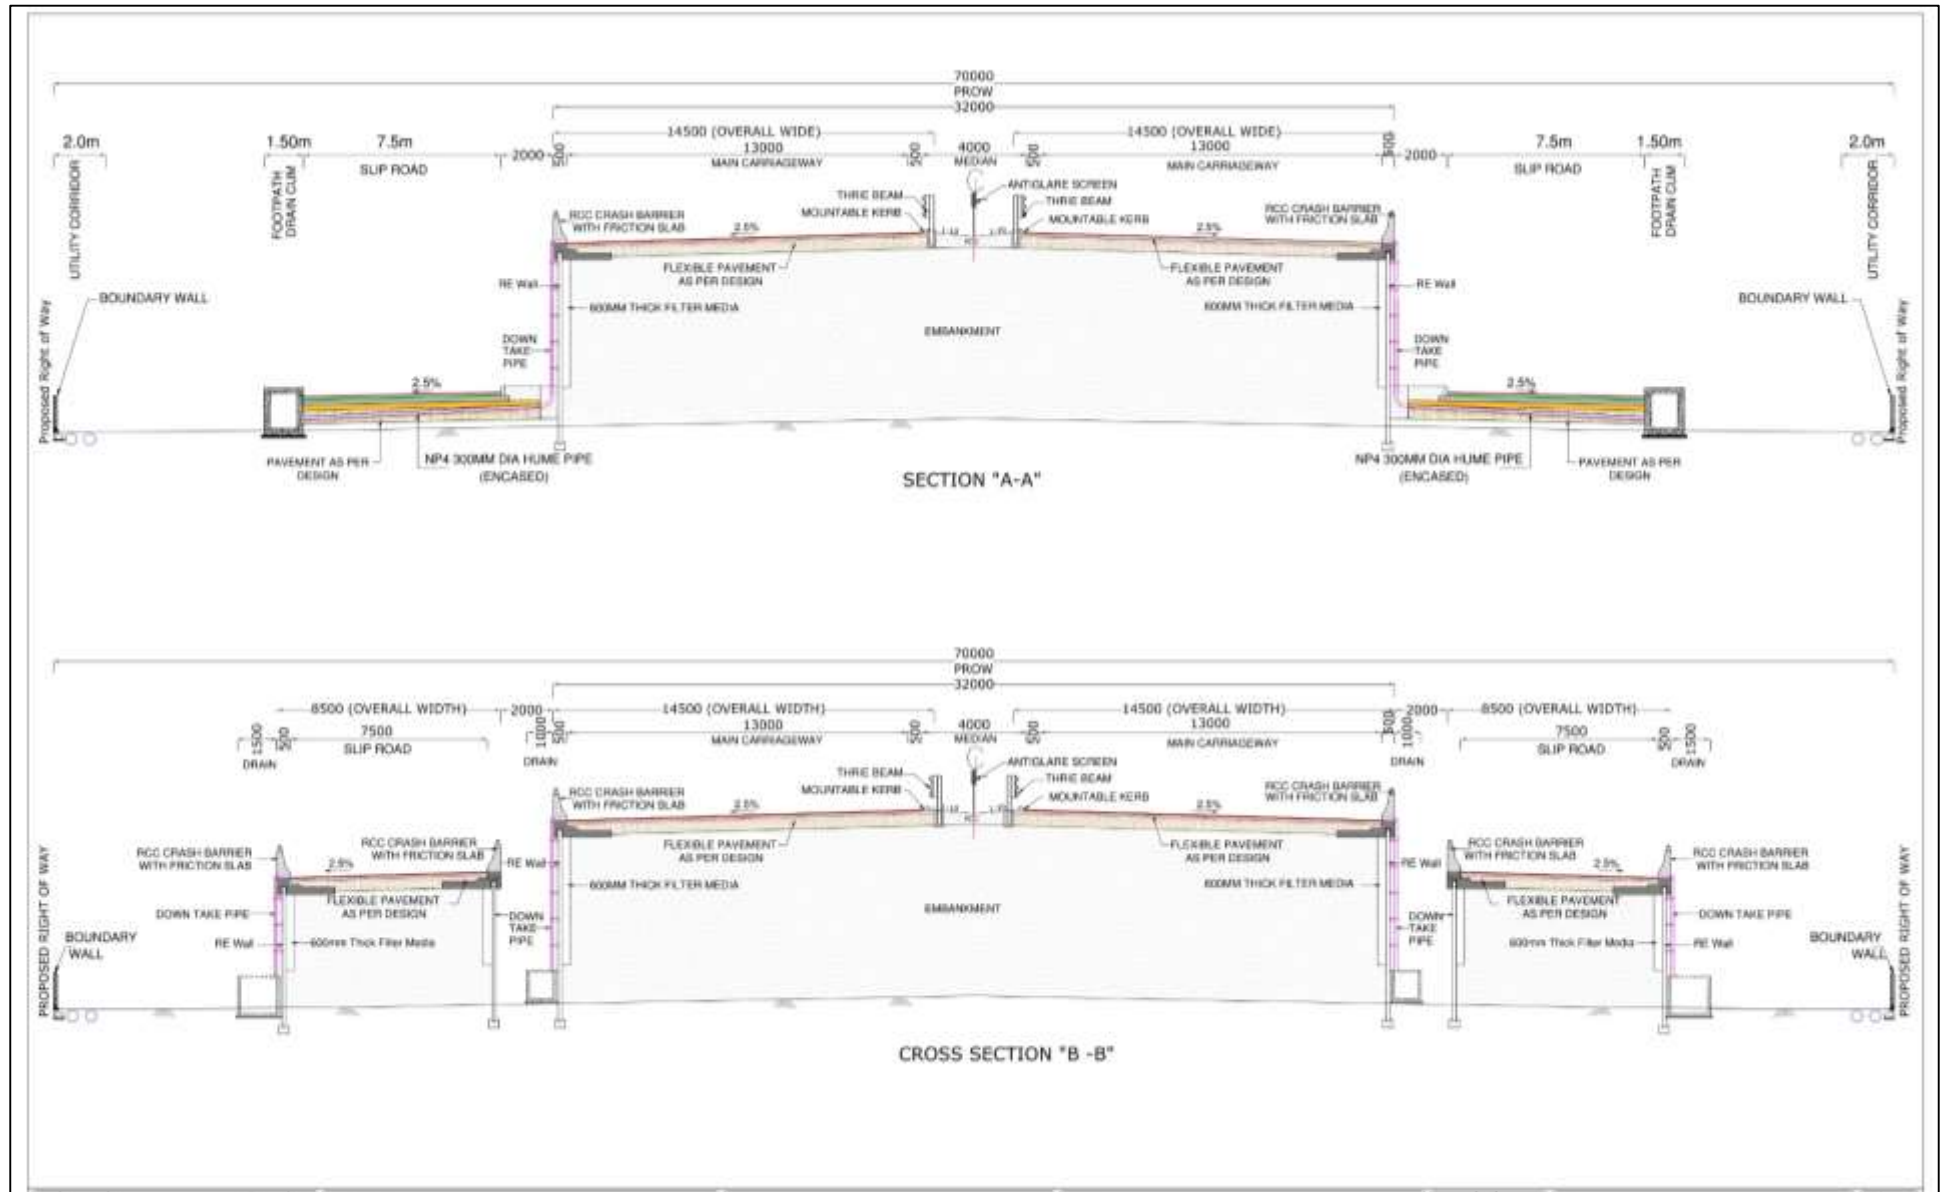 70000
PROW
32000
14500 (OVERALL WIDE)
14500 (OVERALL WIDE)
2.0m
1.50m
7.5m
2000
500
13000
500
4000
500
13000
500
2000
7.5m
1.50m
2.0m
SLIP ROAD
MAIN CARRIAGEWAY
MEDIAN
MAIN CARRIAGEWAY
SLIP ROAD
UTILITY CORRIDOR
FOOTPATH
DRAIN CUM
FOOTPATH
DRAIN CUM
UTILITY CORRIDOR
THRIE BEAM
MOUNTABLE KERB
ANTIGLARE SCREEN
THRIE BEAM
MOUNTABLE KERB
RCC CRASH BARRIER
WITH FRICTION SLAB
2.5%
2.5%
RCC CRASH BARRIER
WITH FRICTION SLAB
FLEXIBLE PAVEMENT
AS PER DESIGN
FLEXIBLE PAVEMENT
AS PER DESIGN
RE Wall
RE Wall
BOUNDARY WALL
600MM THICK FILTER MEDIA
600MM THICK FILTER MEDIA
BOUNDARY WALL
EMBANKMENT
DOWN
TAKE
PIPE
DOWN
TAKE
PIPE
Proposed Right of Way
Proposed Right of Way
2.5%
2.5%
PAVEMENT AS PER
DESIGN
NP4 300MM DIA HUME PIPE
(ENCASED)
NP4 300MM DIA HUME PIPE
(ENCASED)
PAVEMENT AS PER
DESIGN
SECTION "A-A"
70000
PROW
32000
8500 (OVERALL WIDTH)
2000
14500 (OVERALL WIDTH)
14500 (OVERALL WIDTH)
2000
8500 (OVERALL WIDTH)
1500
500
7500
1000
500
13000
500
4000
500
13000
500
1000
7500
500
1500
DRAIN
SLIP ROAD
DRAIN
MAIN CARRIAGEWAY
MEDIAN
MAIN CARRIAGEWAY
DRAIN
SLIP ROAD
DRAIN
THRIE BEAM
MOUNTABLE KERB
ANTIGLARE SCREEN
THRIE BEAM
MOUNTABLE KERB
RCC CRASH BARRIER
WITH FRICTION SLAB
2.5%
2.5%
RCC CRASH BARRIER
WITH FRICTION SLAB
RCC CRASH BARRIER
WITH FRICTION SLAB
RCC CRASH BARRIER
WITH FRICTION SLAB
2.5%
FLEXIBLE PAVEMENT
AS PER DESIGN
FLEXIBLE PAVEMENT
AS PER DESIGN
RCC CRASH BARRIER
WITH FRICTION SLAB
RCC CRASH BARRIER
WITH FRICTION SLAB
2.5%
RE Wall
RE Wall
600MM THICK FILTER MEDIA
600MM THICK FILTER MEDIA
FLEXIBLE PAVEMENT
AS PER DESIGN
FLEXIBLE PAVEMENT
AS PER DESIGN
EMBANKMENT
DOWN TAKE PIPE
DOWN
TAKE
PIPE
DOWN
TAKE
PIPE
DOWN TAKE PIPE
RE Wall
600mm Thick Filter Media
600mm Thick Filter Media
RE Wall
BOUNDARY
WALL
BOUNDARY
WALL
PROPOSED RIGHT OF WAY
PROPOSED RIGHT OF WAY
CROSS SECTION "B -B"